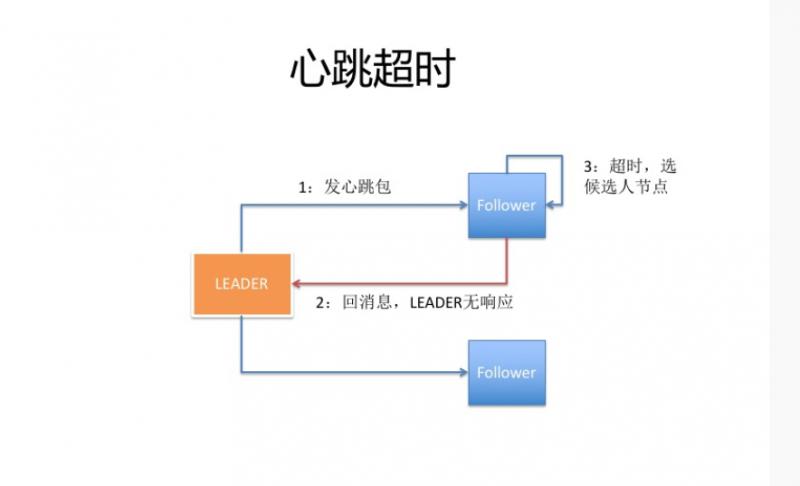 心跳超时
1：发心跳包
3：超时，选
候选人节点
Follower
LEADER
2：回消息，LEADER无响应
Follower